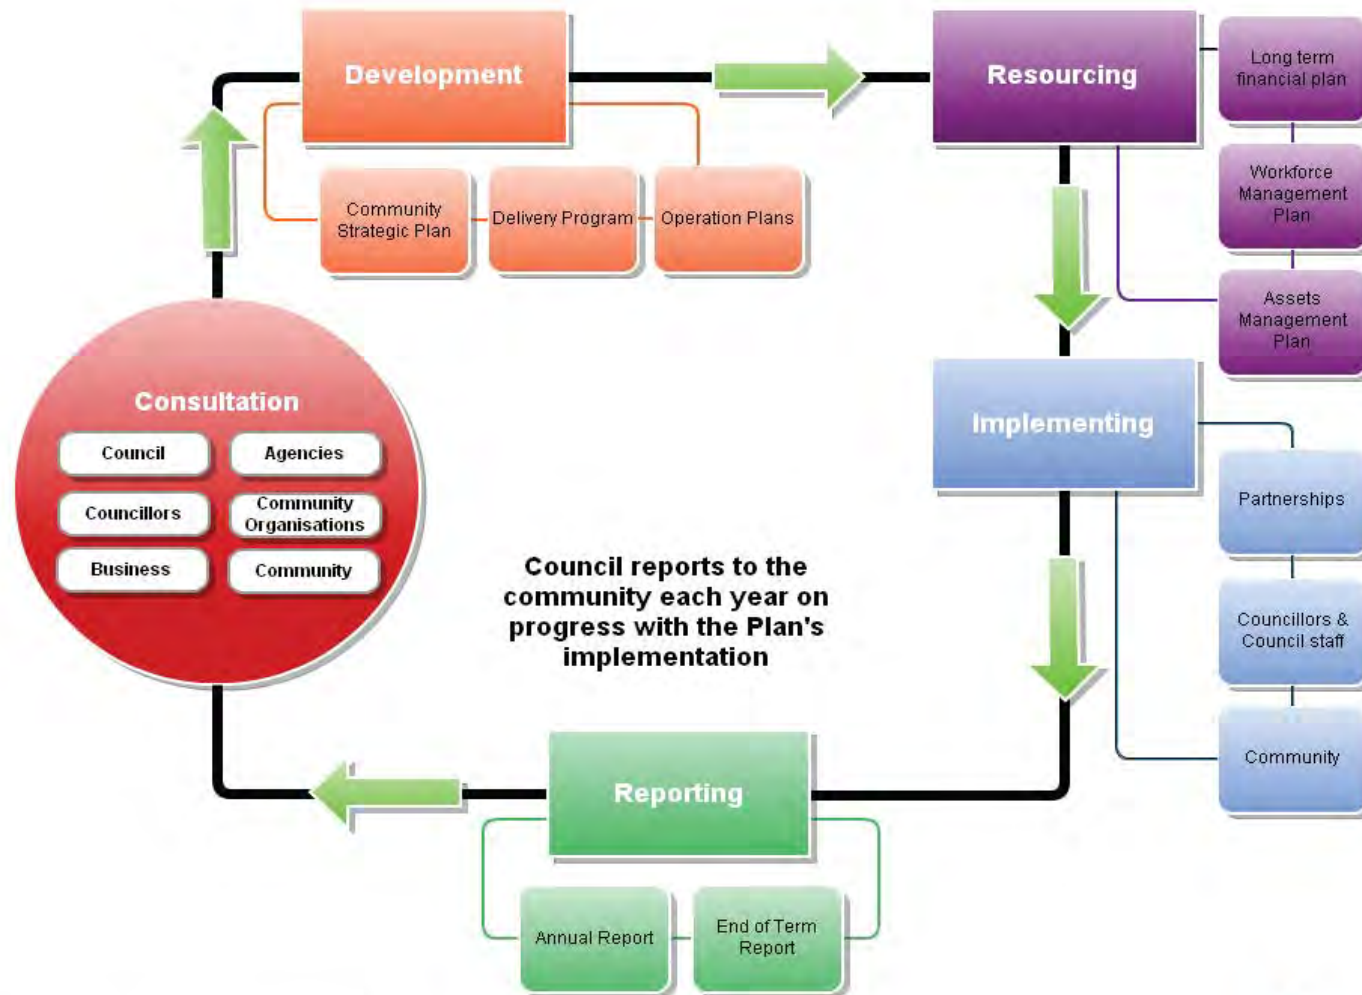 Development
Resourcing
Long term
financial plan
Workforce
Management
Plan
Assets
Management
Plan
Community
Strategic Plan
Delivery Program
Operation Plans
Consultation
Council
Agencies
Councillors
Community
Organisations
Business
Community
Implementing
Partnerships
Councillors &
Council staff
Community
Council reports to the
community each year on
progress with the Plan's
implementation
Reporting
Annual Report
End of Term
Report